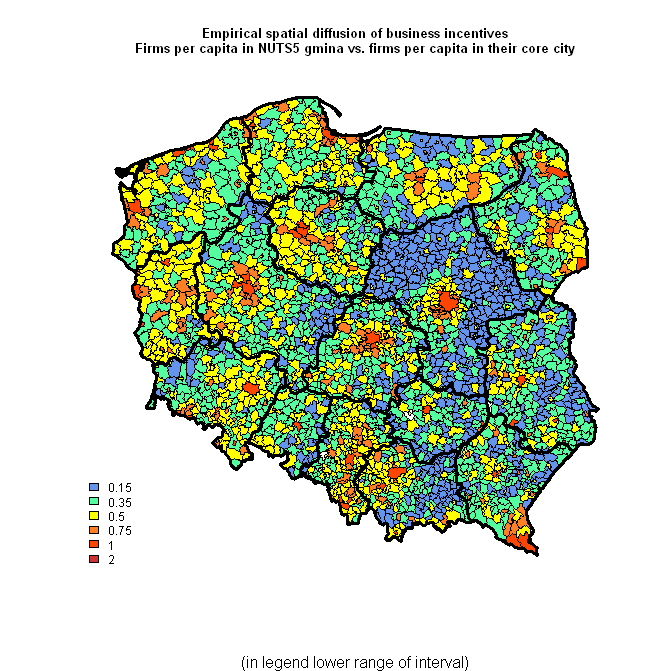 Empirical spatial diffusion of business incentives
Firms per capita in NUTS5 gmina vs. firms per capita in their core city
0.15
0.35
0.5
0.75
1
2
(in legend lower range of interval)